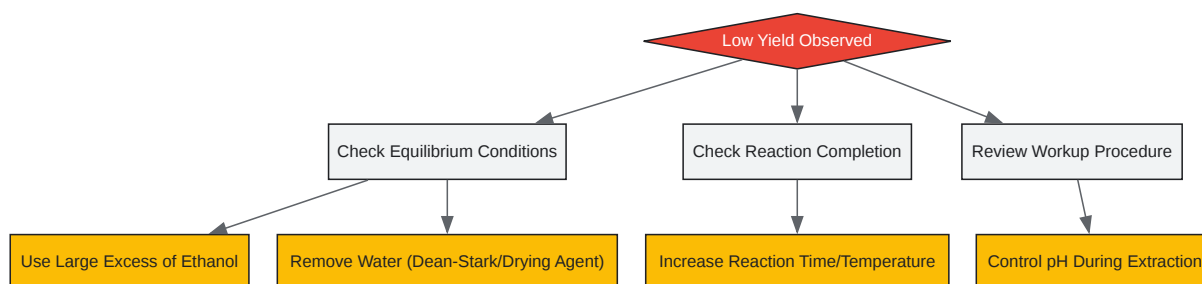 Low Yield Observed
Check Equilibrium Conditions
Check Reaction Completion
Review Workup Procedure
Use Large Excess of Ethanol
Remove Water (Dean-Stark/Drying Agent)
Increase Reaction Time/Temperature
Control pH During Extraction